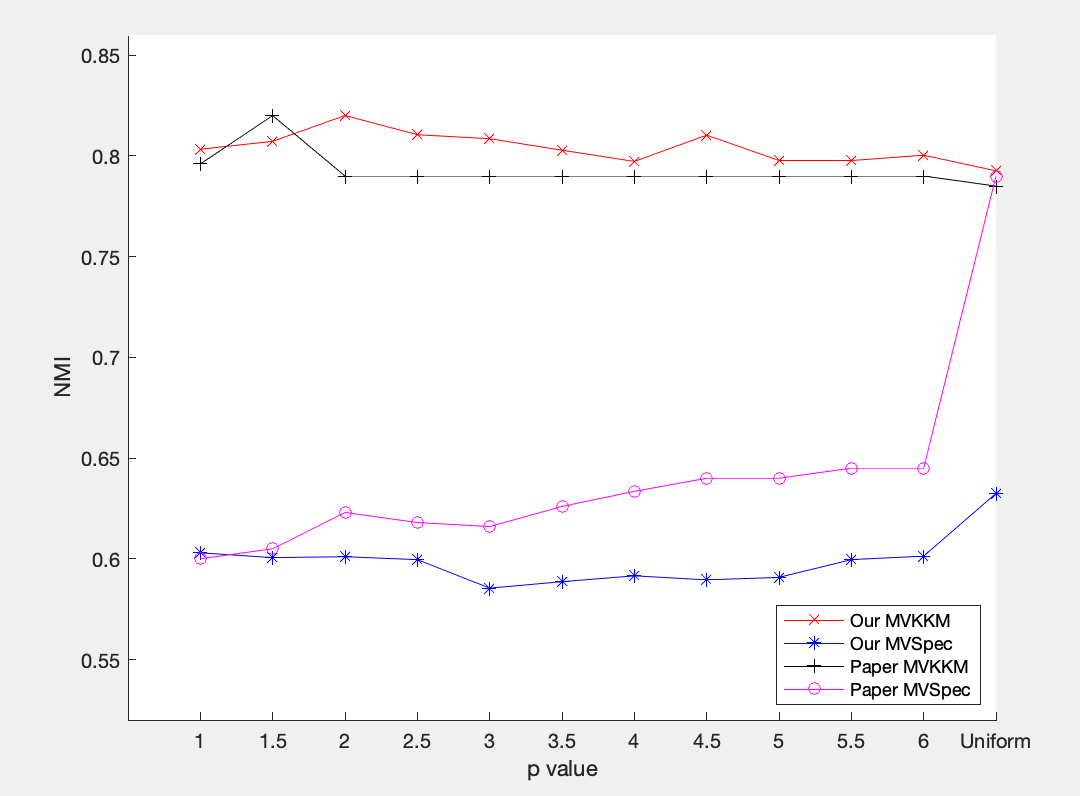 0.85
0.8
0.75
0.7
0.65
0.6
0.55
NMI
1 1.5 2 2.5 3 3.5 4 4.5 5 5.5 6 Uniform
p value
Our MVKKM
Our MVSpec
Paper MVKKM
Paper MVSpec